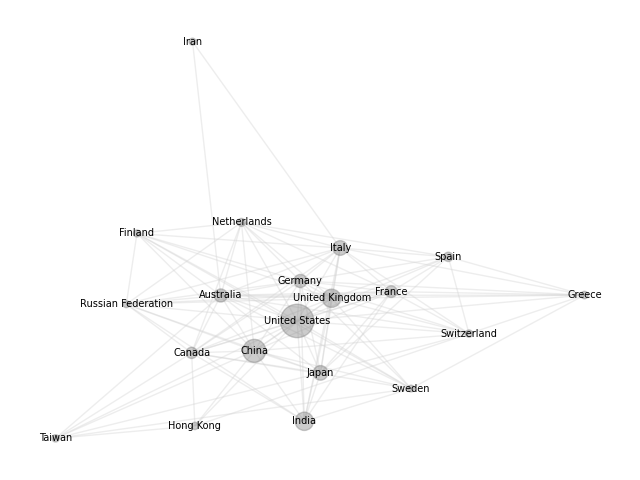 Iran
Netherlands
Finland
Italy
Spain
Germany
Australia
United Kingdom
France
Greece
Russian Federation
United States
Switzerland
Canada
China
Japan
Sweden
India
Hong Kong
Taiwan